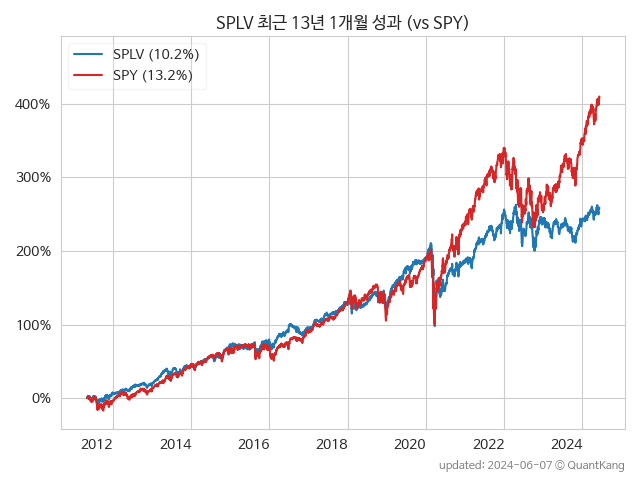 SPLV 최근 13년 1개월 성과 (vs SPY)
SPLV (10.2%)
SPY (13.2%)
400%
300%
200%
100%
0%
2012 2014 2016 2018 2020 2022 2024
updated: 2024-06-07 © QuantKang